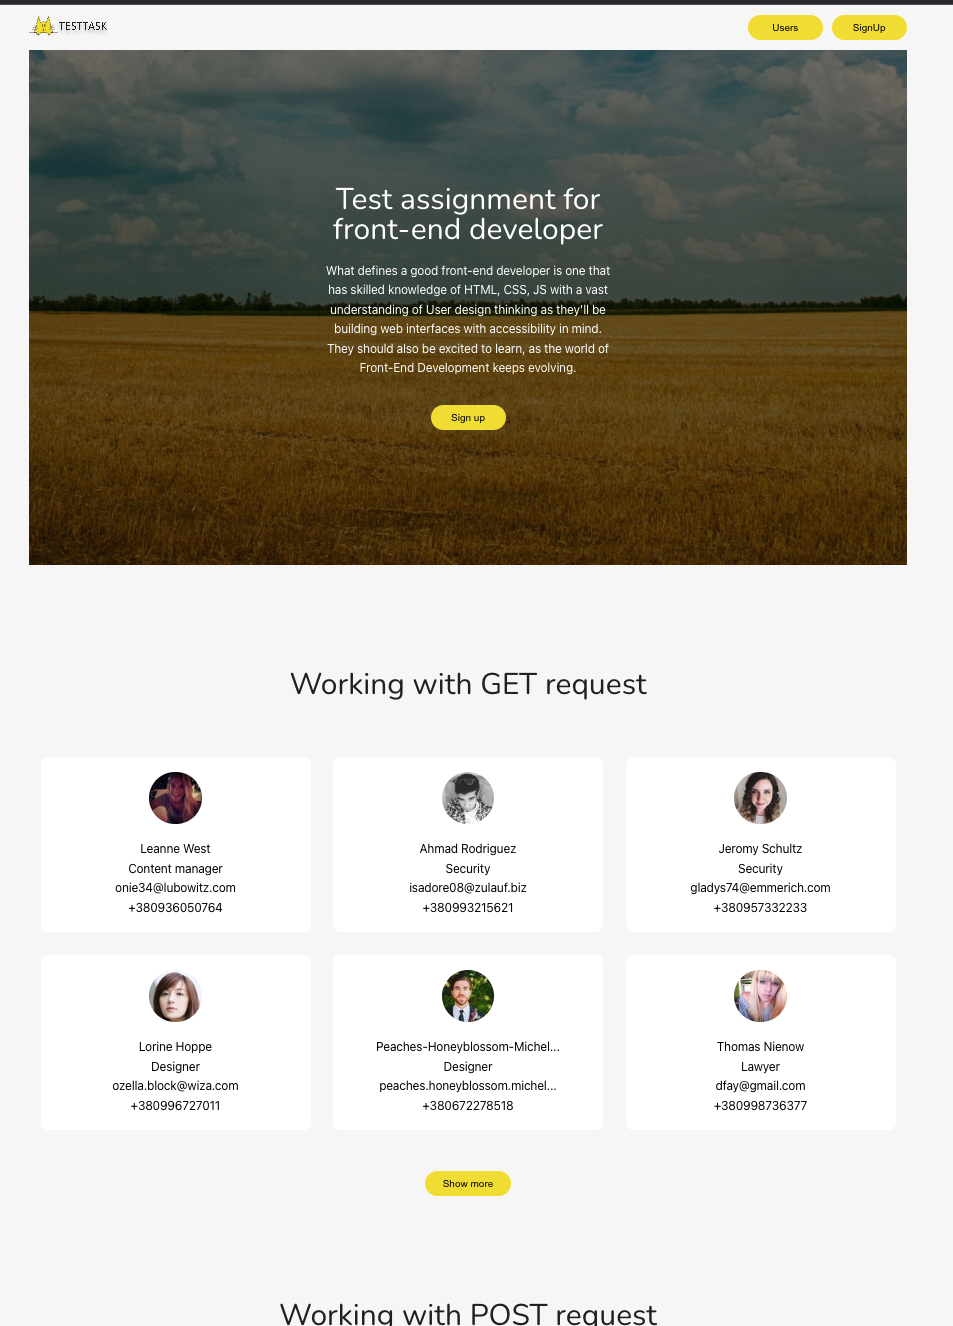 TESTTASK
Users
SignUp
Test assignment for
front-end developer
What defines a good front-end developer is one that
has skilled knowledge of HTML, CSS, JS with a vast
understanding of User design thinking as they'll be
building web interfaces with accessibility in mind.
They should also be excited to learn, as the world of
Front-End Development keeps evolving.
Sign up
Working with GET request
Leanne West
Content manager
onie34@lubowitz.com
+380936050764
Ahmad Rodriguez
Security
isadore08@zulauf.biz
+380993215621
Jeromy Schultz
Security
gladys74@emmerich.com
+380957332233
Lorine Hoppe
Designer
ozella.block@wiza.com
+380996727011
Peaches-Honeyblossom-Michel...
Designer
peaches.honeyblossom.michel...
+380672278518
Thomas Nienow
Lawyer
dfay@gmail.com
+380998736377
Show more
Working with POST request